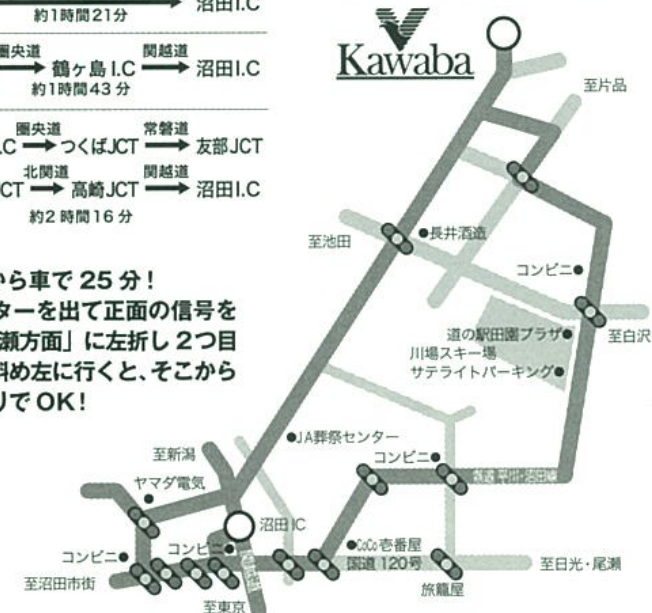 沼田I.C
約1時間21分
圏央道 関越道
鶴ヶ島I.C 沼田I.C
約1時間43分
圏央道 常磐道
.C つくばJCT 友部JCT
北関道 関越道
CT 高崎JCT 沼田I.C
約2時間16分
から車で25分!
ターを出て正面の信号を
瀬方面」に左折し2つ目
斜め左に行くと、そこから
リでOK!
Kawaba
至片品
至池田
長井酒造
コンビニ
至白沢
道の駅田園プラザ
川場スキー場
サテライトパーキング
JA葬祭センター
コンビニ
至新潟
ヤマダ電気
沼田IC
コンビニ
コンビニ
CoCo壱番屋
国道120号
至日光・尾瀬
旅籠屋
至沼田市街
至東京